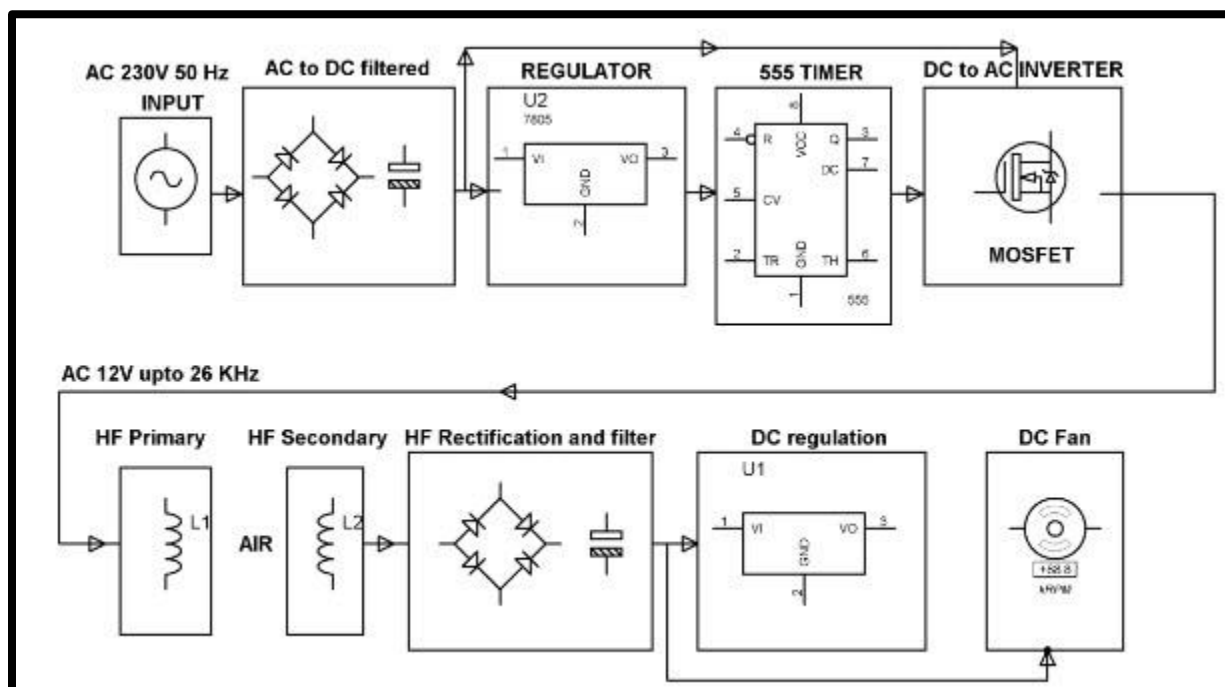 AC 230V 50 Hz
INPUT
AC to DC filtered
REGULATOR
U2
7805
1
VI
VO
3
GND
2
555 TIMER
8
VCC
4
R
Q
3
DC
7
5
CV
2
TR
GND
TH
6
1
555
DC to AC INVERTER
MOSFET
AC 12V upto 26 KHz
HF Primary
L1
AIR
HF Secondary
L2
HF Rectification and filter
DC regulation
U1
1
VI
VO
3
GND
2
DC Fan
+88.8
kRPM